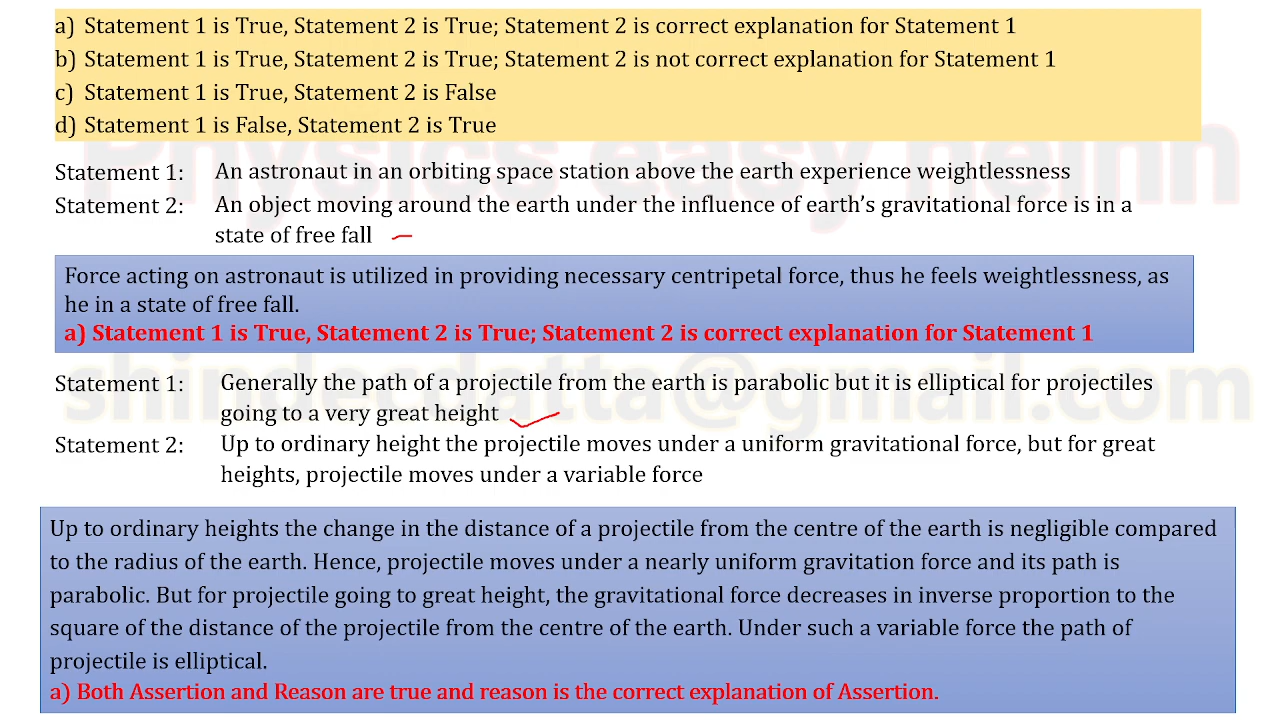 a) Statement 1 is True, Statement 2 is True; Statement 2 is correct explanation for Statement 1
b) Statement 1 is True, Statement 2 is True; Statement 2 is not correct explanation for Statement 1
c) Statement 1 is True, Statement 2 is False
d) Statement 1 is False, Statement 2 is True
Physics easy helnn
Statement 1: An astronaut in an orbiting space station above the earth experience weightlessness
Statement 2: An object moving around the earth under the influence of earth's gravitational force is in a
state of free fall
Force acting on astronaut is utilized in providing necessary centripetal force, thus he feels weightlessness, as
he in a state of free fall.
a) Statement 1 is True, Statement 2 is True; Statement 2 is correct explanation for Statement 1
shindecdatta@gmail.com
Statement 1: Generally the path of a projectile from the earth is parabolic but it is elliptical for projectiles
going to a very great height
Statement 2: Up to ordinary height the projectile moves under a uniform gravitational force, but for great
heights, projectile moves under a variable force
Up to ordinary heights the change in the distance of a projectile from the centre of the earth is negligible compared
to the radius of the earth. Hence, projectile moves under a nearly uniform gravitation force and its path is
parabolic. But for projectile going to great height, the gravitational force decreases in inverse proportion to the
square of the distance of the projectile from the centre of the earth. Under such a variable force the path of
projectile is elliptical.
a) Both Assertion and Reason are true and reason is the correct explanation of Assertion.